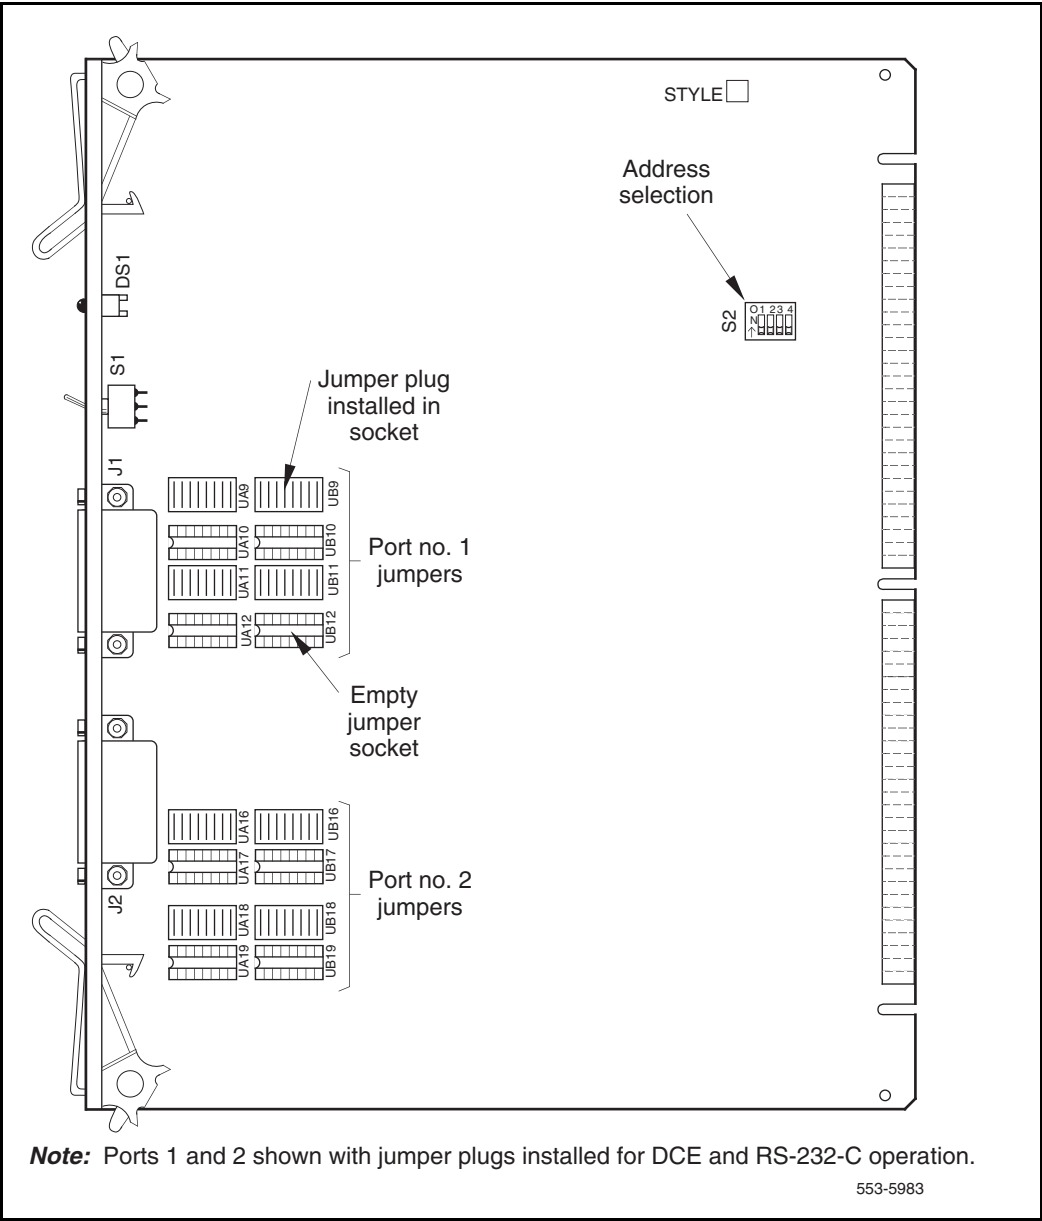 STYLE
Address
selection
DS1
S2
O1 2 3 4
N
S1
Jumper plug
installed in
socket
J1
UA9
UB9
UA10
UB10
Port no. 1
jumpers
UA11
UB11
UA12
UB12
Empty
jumper
socket
UA16
UB16
UA17
UB17
Port no. 2
jumpers
J2
UA18
UB18
UA19
UB19
Note: Ports 1 and 2 shown with jumper plugs installed for DCE and RS-232-C operation.
553-5983